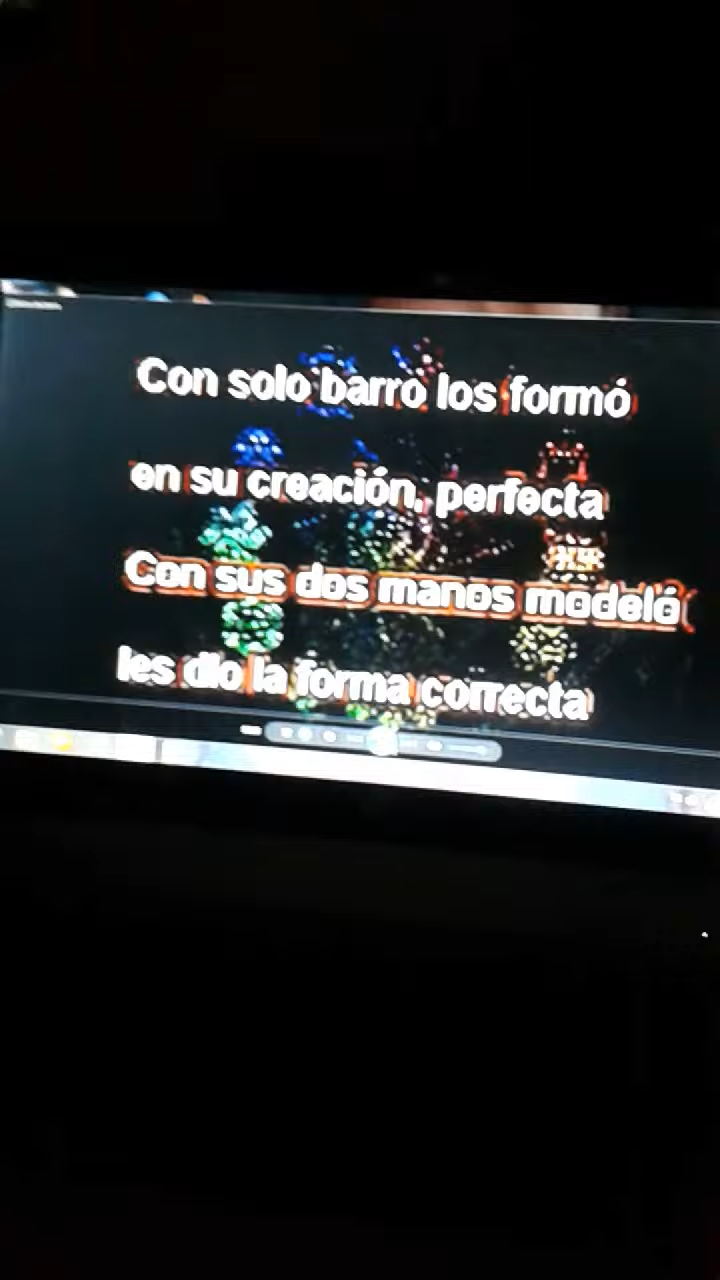 Con solo barro los formó
en su creación, perfecta
Con sus dos manos modeló
les dio la forma correcta